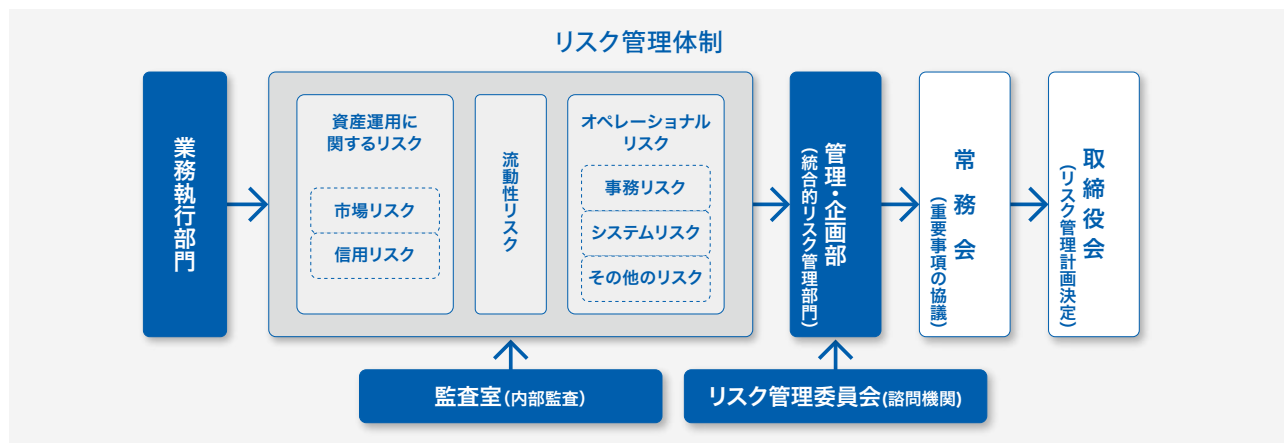 リスク管理体制
業務執行部門
資産運用に
関するリスク
市場リスク
信用リスク
流動性リスク
オペレーショナル
リスク
事務リスク
システムリスク
その他のリスク
管理・企画部
(統合的リスク管理部門)
常務会
(重要事項の協議)
取締役会
(リスク管理計画決定)
監査室(内部監査)
リスク管理委員会(諮問機関)